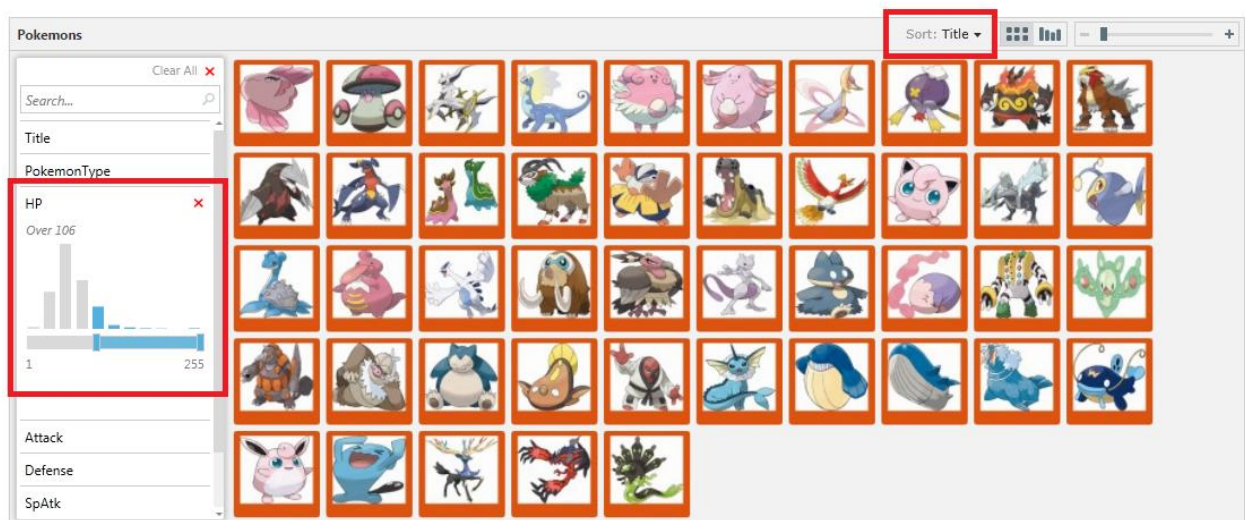 Pokemons
Sort: Title
Clear All
Search...
Title
PokemonType
HP
Over 106
1 255
Attack
Defense
SpAtk